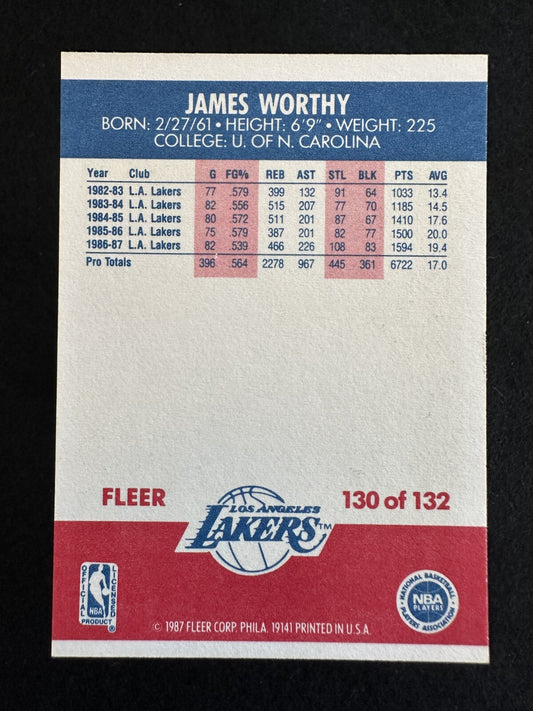 JAMES WORTHY
BORN: 2/27/61 • HEIGHT: 6'9" • WEIGHT: 225
COLLEGE: U. OF N. CAROLINA
Year Club G FG% REB AST STL BLK PTS AVG
1982-83 L.A. Lakers 77 .579 399 132 91 64 1033 13.4
1983-84 L.A. Lakers 82 .556 515 207 77 70 1185 14.5
1984-85 L.A. Lakers 80 .572 511 201 87 67 1410 17.6
1985-86 L.A. Lakers 75 .579 387 201 82 77 1500 20.0
1986-87 L.A. Lakers 82 .539 466 226 108 83 1594 19.4
Pro Totals 396 .564 2278 967 445 361 6722 17.0
FLEER
LOS ANGELES
LAKERS™
130 of 132
OFFICIAL LICENSED
NBA
PRODUCT ®
NATIONAL BASKETBALL
NBA
PLAYERS
PLAYERS ASSOCIATION
© 1987 FLEER CORP. PHILA. 19141 PRINTED IN U.S.A.